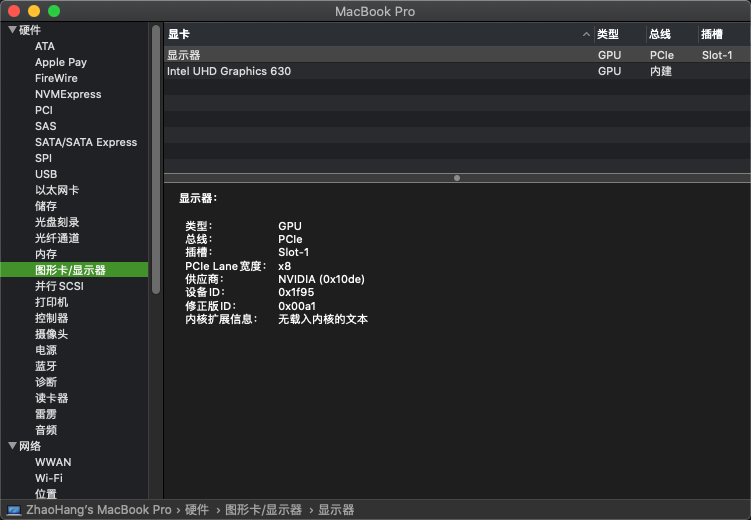 MacBook Pro
硬件
ATA
Apple Pay
FireWire
NVMExpress
PCI
SAS
SATA/SATA Express
SPI
USB
以太网卡
储存
光盘刻录
光纤通道
内存
图形卡/显示器
并行 SCSI
打印机
控制器
摄像头
电源
蓝牙
诊断
读卡器
雷雳
音频
网络
WWAN
Wi-Fi
位置
显卡 类型 总线 插槽
显示器 GPU PCIe Slot-1
Intel UHD Graphics 630 GPU 内建
显示器：
类型： GPU
总线： PCIe
插槽： Slot-1
PCIe Lane 宽度： x8
供应商： NVIDIA (0x10de)
设备 ID： 0x1f95
修正版 ID： 0x00a1
内核扩展信息： 无载入内核的文本
ZhaoHang's MacBook Pro › 硬件 › 图形卡/显示器 › 显示器